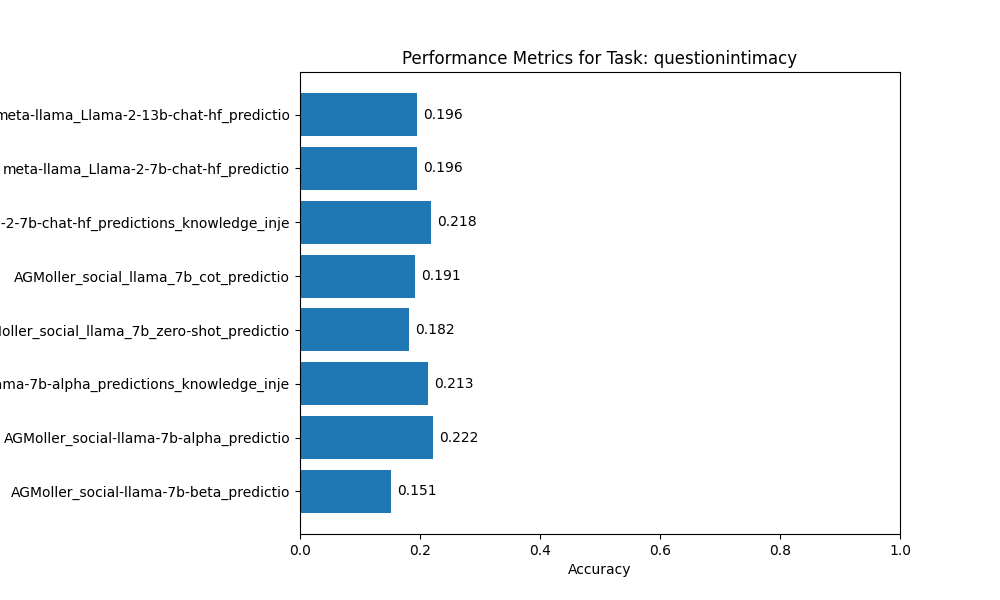 Performance Metrics for Task: questionintimacy
meta-llama_Llama-2-13b-chat-hf_predictio 0.196
meta-llama_Llama-2-7b-chat-hf_predictio 0.196
-2-7b-chat-hf_predictions_knowledge_inje 0.218
AGMoller_social_llama_7b_cot_predictio 0.191
oller_social_llama_7b_zero-shot_predictio 0.182
ma-7b-alpha_predictions_knowledge_inje 0.213
AGMoller_social-llama-7b-alpha_predictio 0.222
AGMoller_social-llama-7b-beta_predictio 0.151
0.0 0.2 0.4 0.6 0.8 1.0
Accuracy